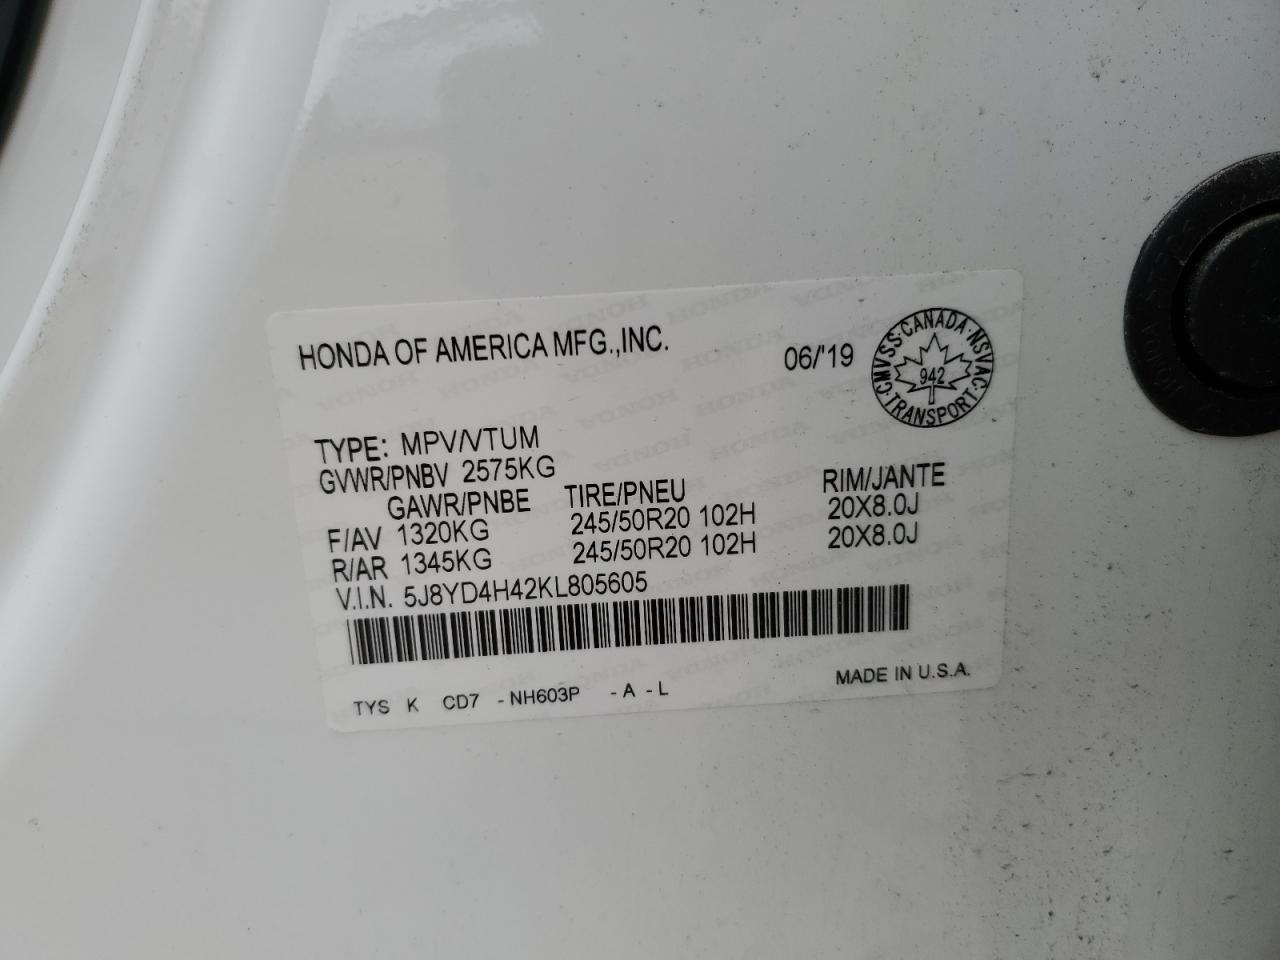 HONDA OF AMERICA MFG.,INC.
06/'19
CMVSS·CANADA·NSVAC·TRANSPORT·
942
TYPE: MPV/VTUM
GVWR/PNBV 2575KG
GAWR/PNBE TIRE/PNEU RIM/JANTE
F/AV 1320KG 245/50R20 102H 20X8.0J
R/AR 1345KG 245/50R20 102H 20X8.0J
V.I.N. 5J8YD4H42KL805605
TYS K CD7 -NH603P -A -L
MADE IN U.S.A.